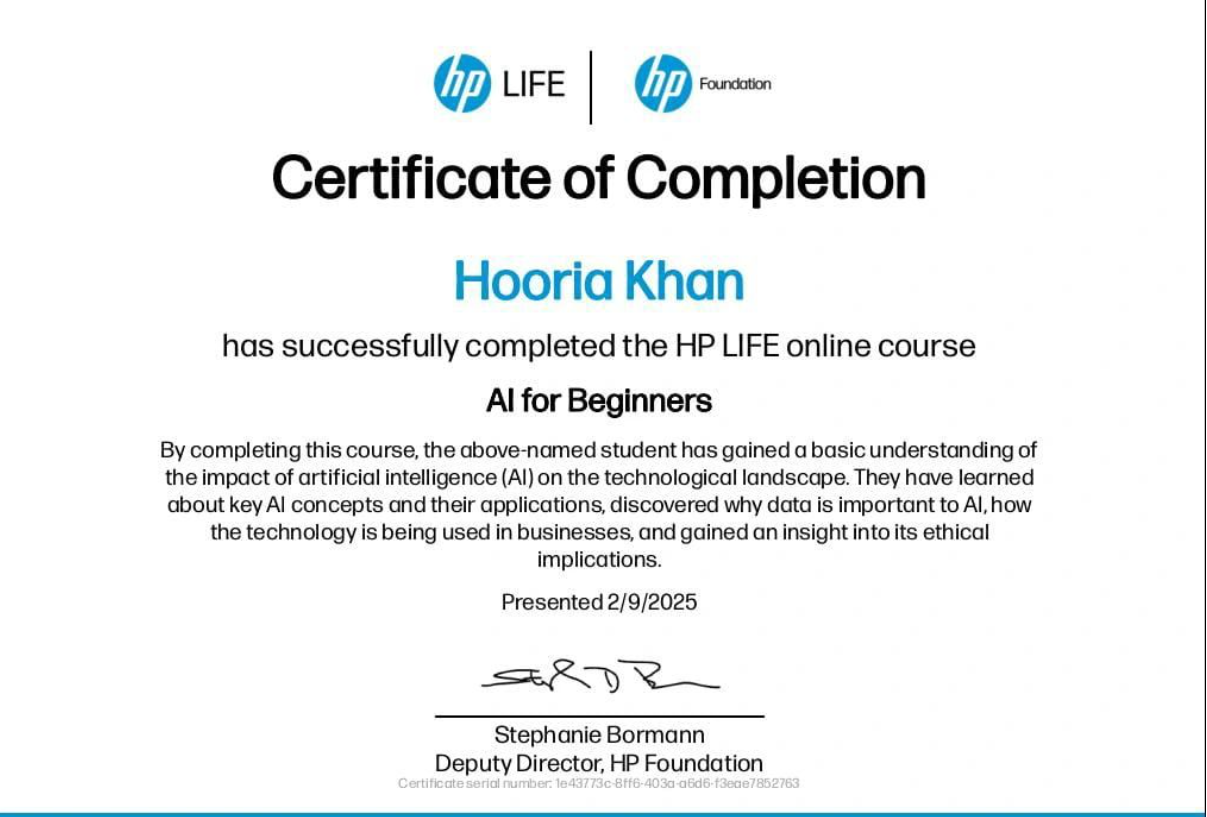 hp LIFE hp Foundation
Certificate of Completion
Hooria Khan
has successfully completed the HP LIFE online course
AI for Beginners
By completing this course, the above-named student has gained a basic understanding of
the impact of artificial intelligence (AI) on the technological landscape. They have learned
about key AI concepts and their applications, discovered why data is important to AI, how
the technology is being used in businesses, and gained an insight into its ethical
implications.
Presented 2/9/2025
Stephanie Bormann
Deputy Director, HP Foundation
Certificate serial number: 1e43773c-8ff6-403a-a6d6-f3eae7852763